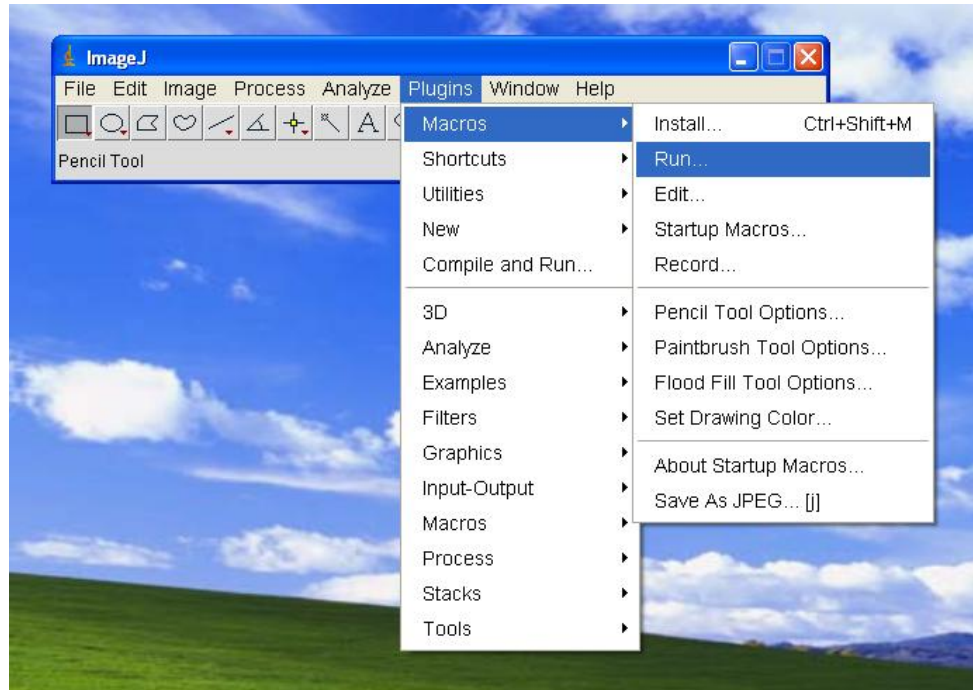 ImageJ
File Edit Image Process Analyze Plugins Window Help
A
Pencil Tool
Macros
Shortcuts
Utilities
New
Compile and Run...
3D
Analyze
Examples
Filters
Graphics
Input-Output
Macros
Process
Stacks
Tools
Install... Ctrl+Shift+M
Run...
Edit...
Startup Macros...
Record...
Pencil Tool Options...
Paintbrush Tool Options...
Flood Fill Tool Options...
Set Drawing Color...
About Startup Macros...
Save As JPEG... [j]